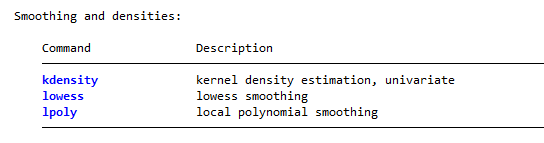 Smoothing and densities:
Command Description
kdensity kernel density estimation, univariate
lowess lowess smoothing
lpoly local polynomial smoothing